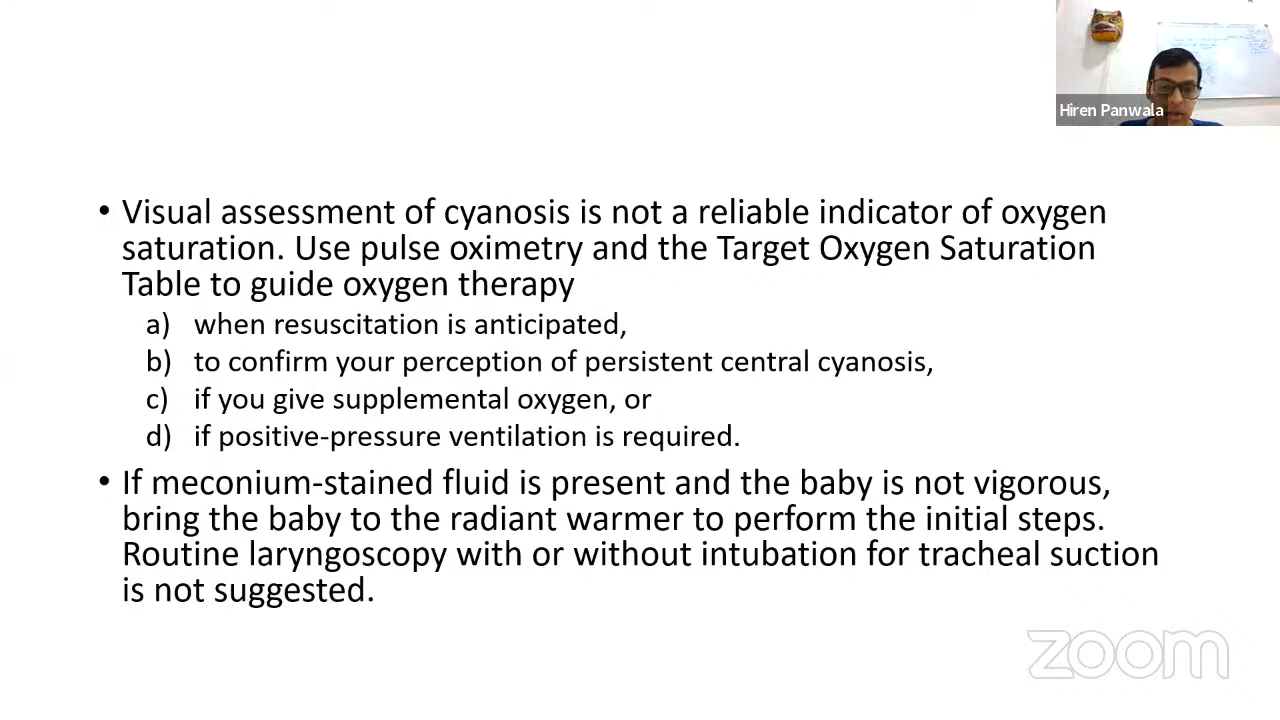 Hiren Panwala
• Visual assessment of cyanosis is not a reliable indicator of oxygen
saturation. Use pulse oximetry and the Target Oxygen Saturation
Table to guide oxygen therapy
a) when resuscitation is anticipated,
b) to confirm your perception of persistent central cyanosis,
c) if you give supplemental oxygen, or
d) if positive-pressure ventilation is required.
• If meconium-stained fluid is present and the baby is not vigorous,
bring the baby to the radiant warmer to perform the initial steps.
Routine laryngoscopy with or without intubation for tracheal suction
is not suggested.
zoom